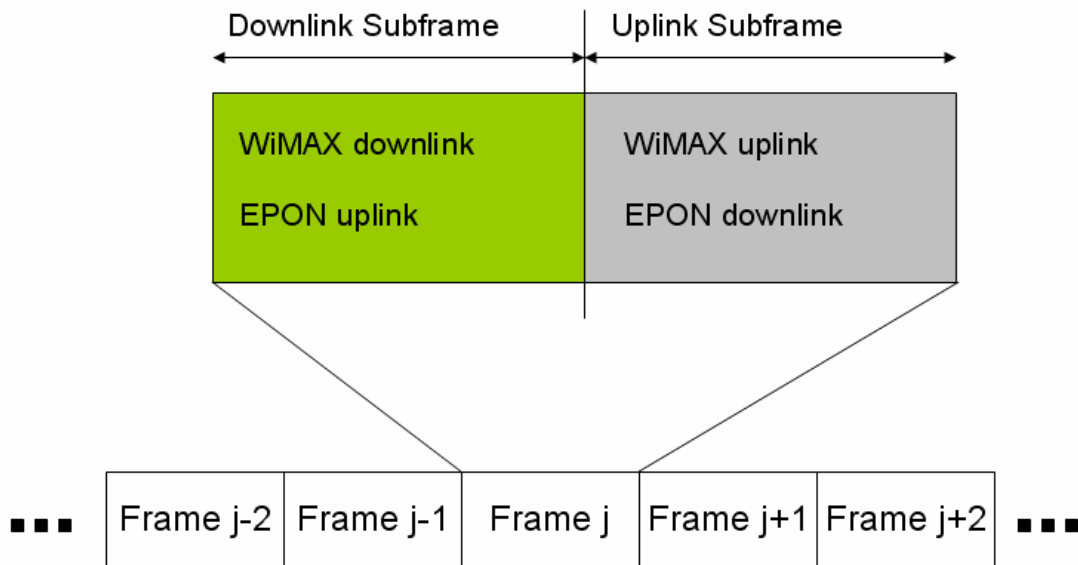 Downlink Subframe
Uplink Subframe
WiMAX downlink
WiMAX uplink
EPON uplink
EPON downlink
Frame j-2
Frame j-1
Frame j
Frame j+1
Frame j+2